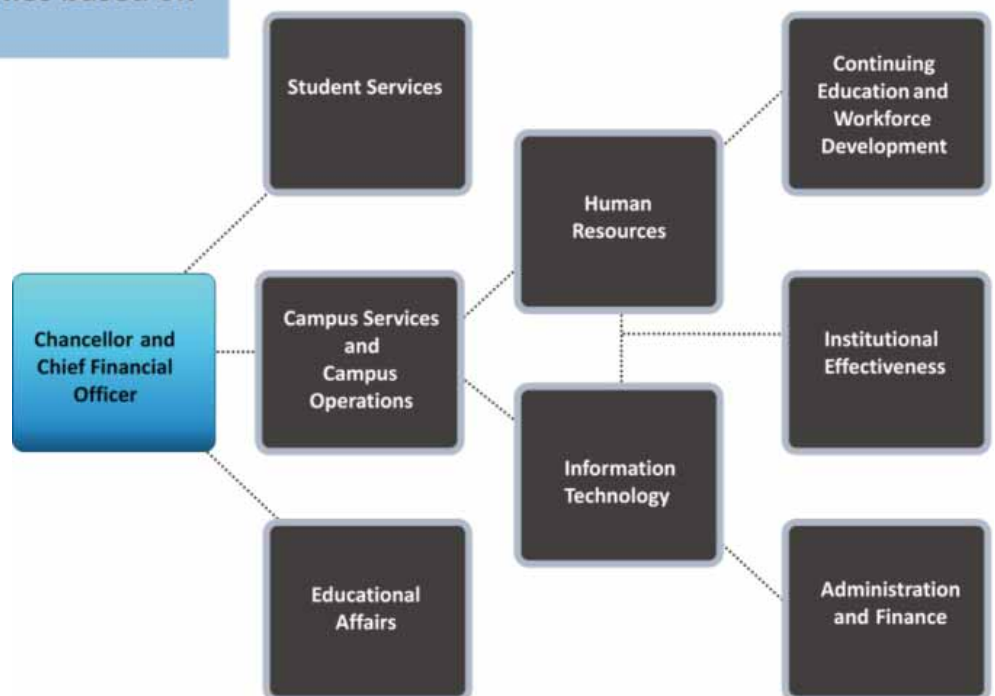 Student Services
Continuing
Education and
Workforce
Development
Human
Resources
Chancellor and
Chief Financial
Officer
Campus Services
and
Campus
Operations
Institutional
Effectiveness
Information
Technology
Educational
Affairs
Administration
and Finance